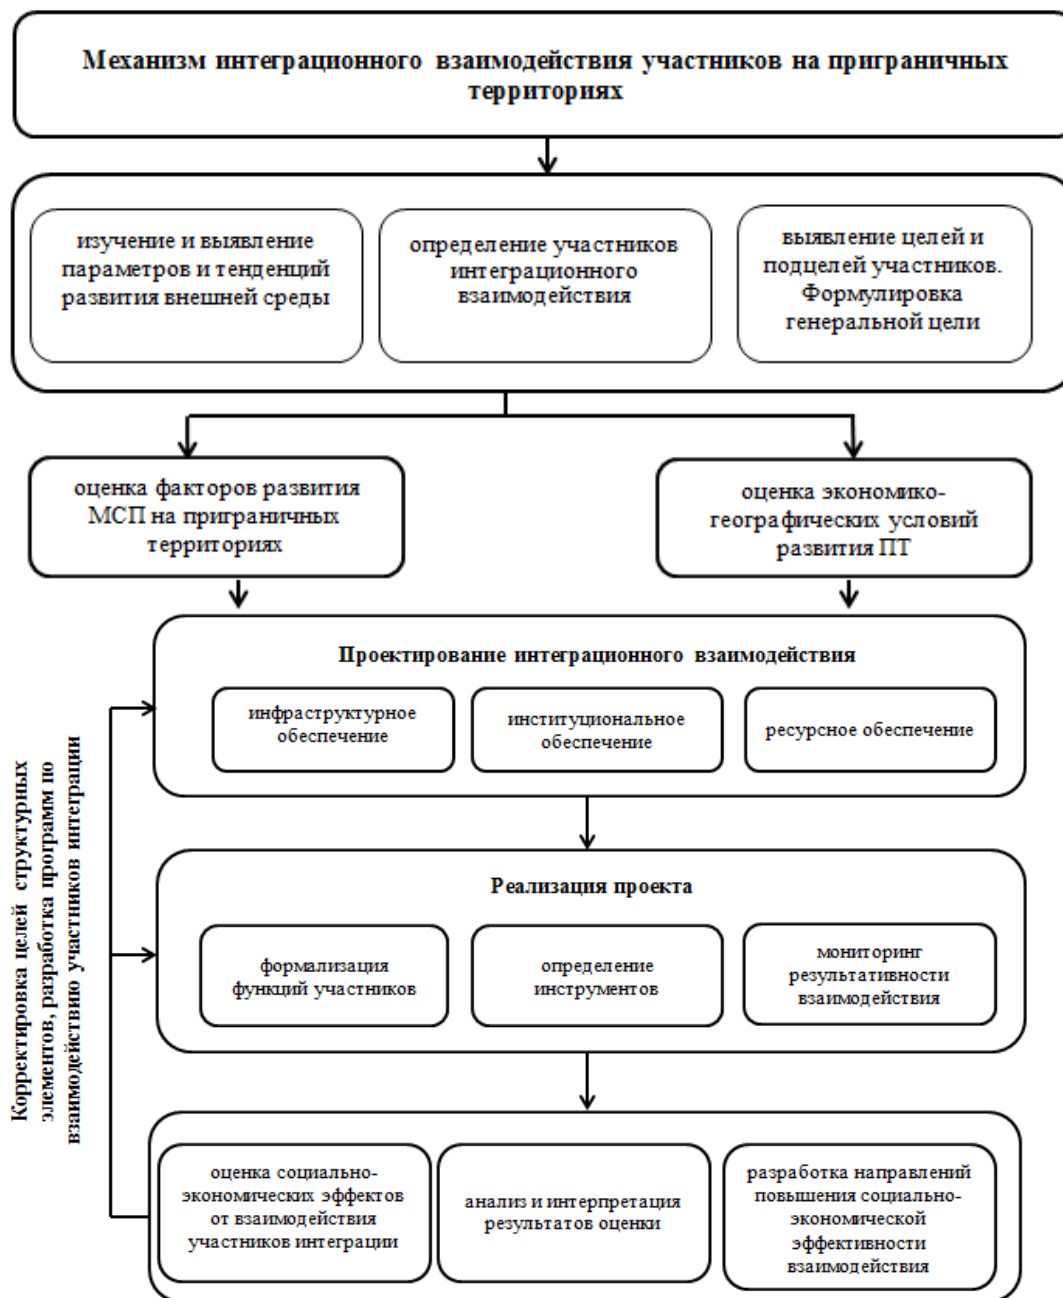 Механизм интеграционного взаимодействия участников на приграничных
территориях
изучение и выявление
параметров и тенденций
развития внешней среды
определение участников
интеграционного
взаимодействия
выявление целей и
подцелей участников.
Формулировка
генеральной цели
оценка факторов развития
МСП на приграничных
территориях
оценка экономико-
географических условий
развития ПТ
Проектирование интеграционного взаимодействия
инфраструктурное
обеспечение
институциональное
обеспечение
ресурсное обеспечение
Корректировка целей структурных
элементов, разработка программ по
взаимодействию участников интеграции
Реализация проекта
формализация
функций участников
определение
инструментов
мониторинг
результативности
взаимодействия
оценка социально-
экономических эффектов
от взаимодействия
участников интеграции
анализ и интерпретация
результатов оценки
разработка направлений
повышения социально-
экономической
эффективности
взаимодействия